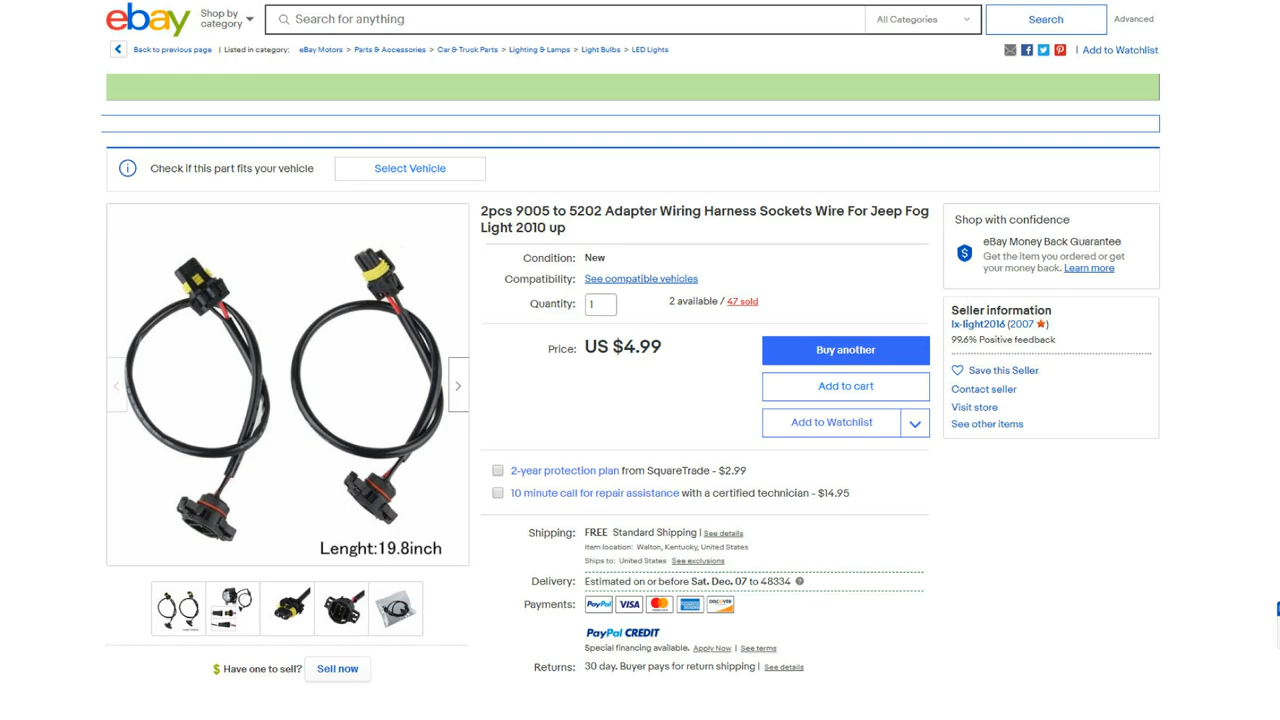 ebay
Shop by
category
Search for anything
All Categories
Search
Advanced
Back to previous page | Listed in category: eBay Motors > Parts & Accessories > Car & Truck Parts > Lighting & Lamps > Light Bulbs > LED Lights
| Add to Watchlist
Check if this part fits your vehicle
Select Vehicle
2pcs 9005 to 5202 Adapter Wiring Harness Sockets Wire For Jeep Fog
Light 2010 up
Condition: New
Compatibility: See compatible vehicles
Quantity: 1 2 available / 47 sold
Price: US $4.99
Buy another
Add to cart
Add to Watchlist
2-year protection plan from SquareTrade - $2.99
10 minute call for repair assistance with a certified technician - $14.95
Shipping: FREE Standard Shipping | See details
Item location: Walton, Kentucky, United States
Ships to: United States See exclusions
Delivery: Estimated on or before Sat. Dec. 07 to 48334
Payments: PayPal VISA DISCOVER
PayPal CREDIT
Special financing available. Apply Now | See terms
Returns: 30 day. Buyer pays for return shipping | See details
Shop with confidence
eBay Money Back Guarantee
Get the item you ordered or get
your money back. Learn more
Seller information
lx-light2016 (2007 ★)
99.6% Positive feedback
Save this Seller
Contact seller
Visit store
See other items
Lenght:19.8inch
$ Have one to sell? Sell now